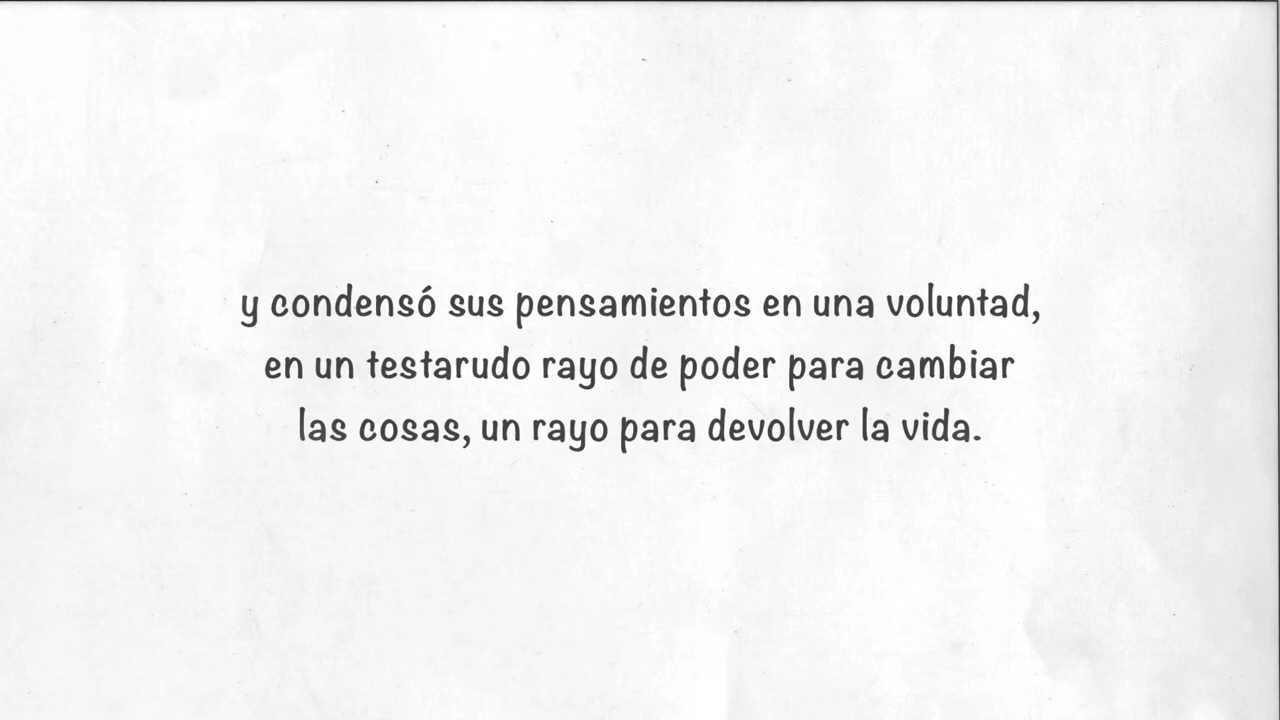 y condensó sus pensamientos en una voluntad,
en un testarudo rayo de poder para cambiar
las cosas, un rayo para devolver la vida.